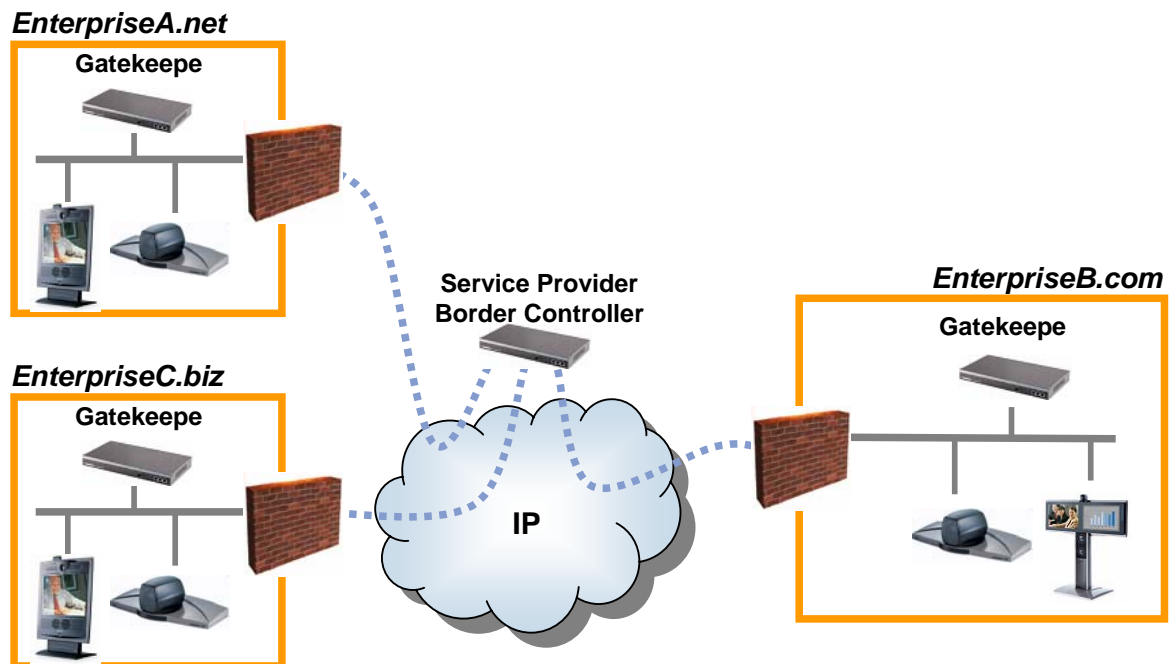 EnterpriseA.net
Gatekeepe
Service Provider
Border Controller
EnterpriseB.com
Gatekeepe
EnterpriseC.biz
Gatekeepe
IP